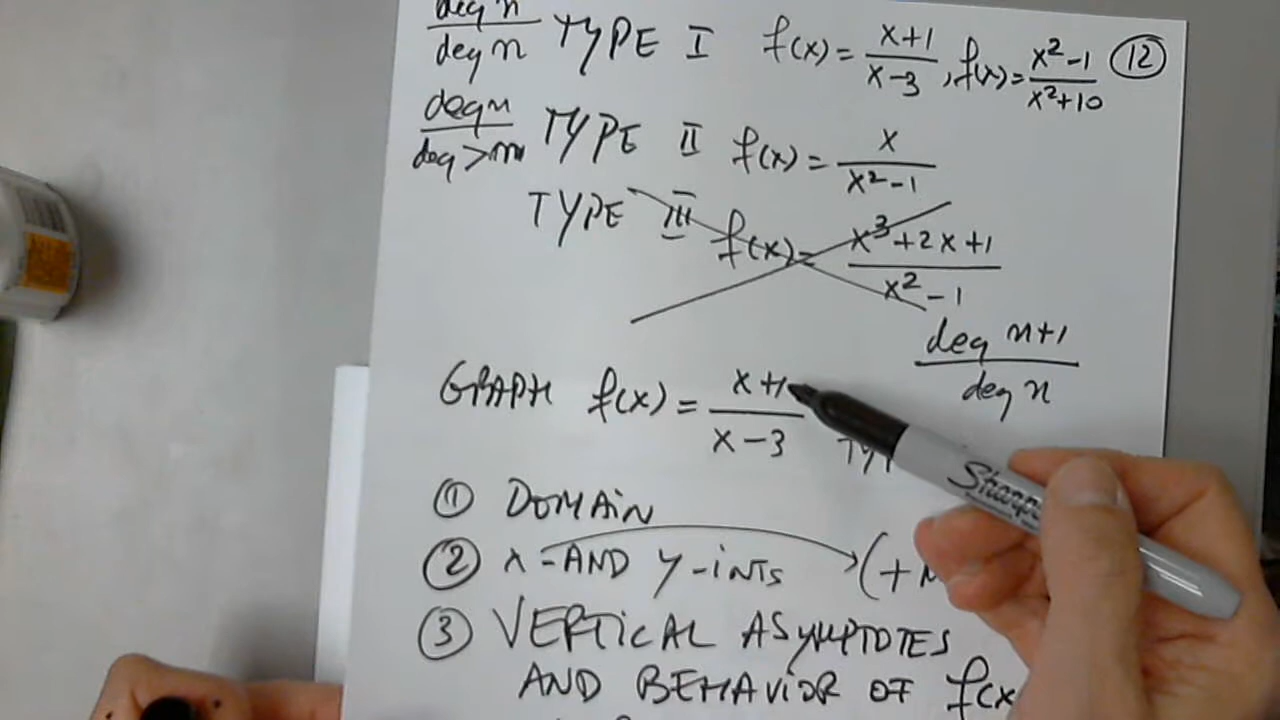 deg n / deg n TYPE I f(x) = x+1 / x-3 , f(x) = x²-1 / x²+10 (12)
deg n / deg > n TYPE II f(x) = x / x²-1
TYPE III f(x) = x³+2x+1 / x²-1
deg n+1 / deg n
GRAPH f(x) = x+1 / x-3
① DOMAIN
② x-AND y-iNTS (+
③ VERTICAL ASYMPTOTES
AND BEHAVIOR OF f(x
Sharp